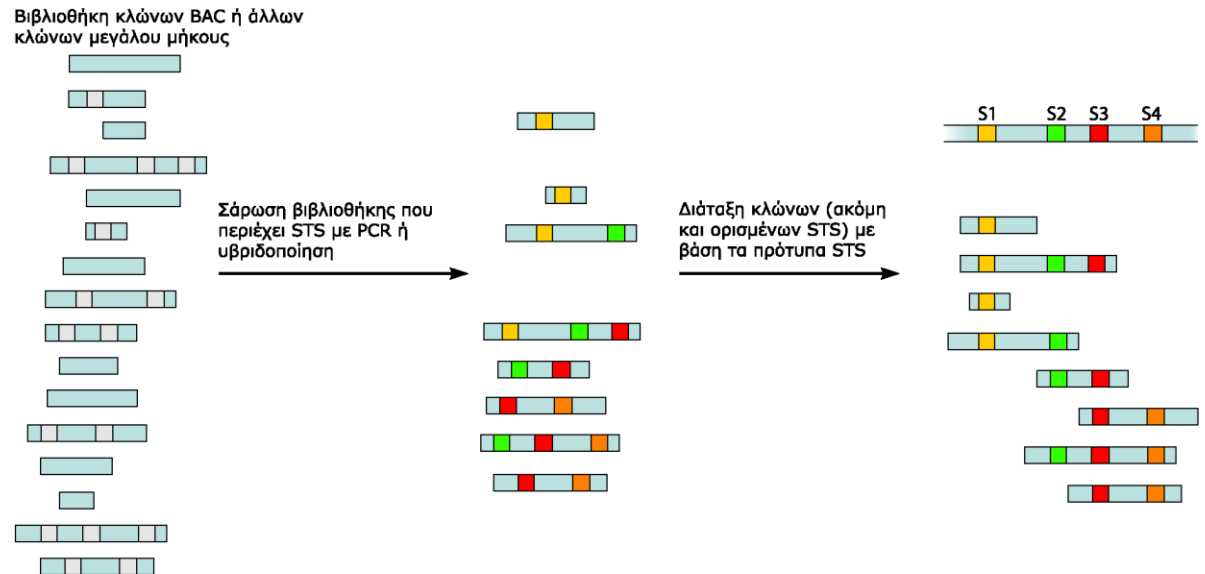 Βιβλιοθήκη κλώνων BAC ή άλλων
κλώνων μεγάλου μήκους
Σάρωση βιβλιοθήκης που
περιέχει STS με PCR ή
υβριδοποίηση
Διάταξη κλώνων (ακόμη
και ορισμένων STS) με
βάση τα πρότυπα STS
S1 S2 S3 S4